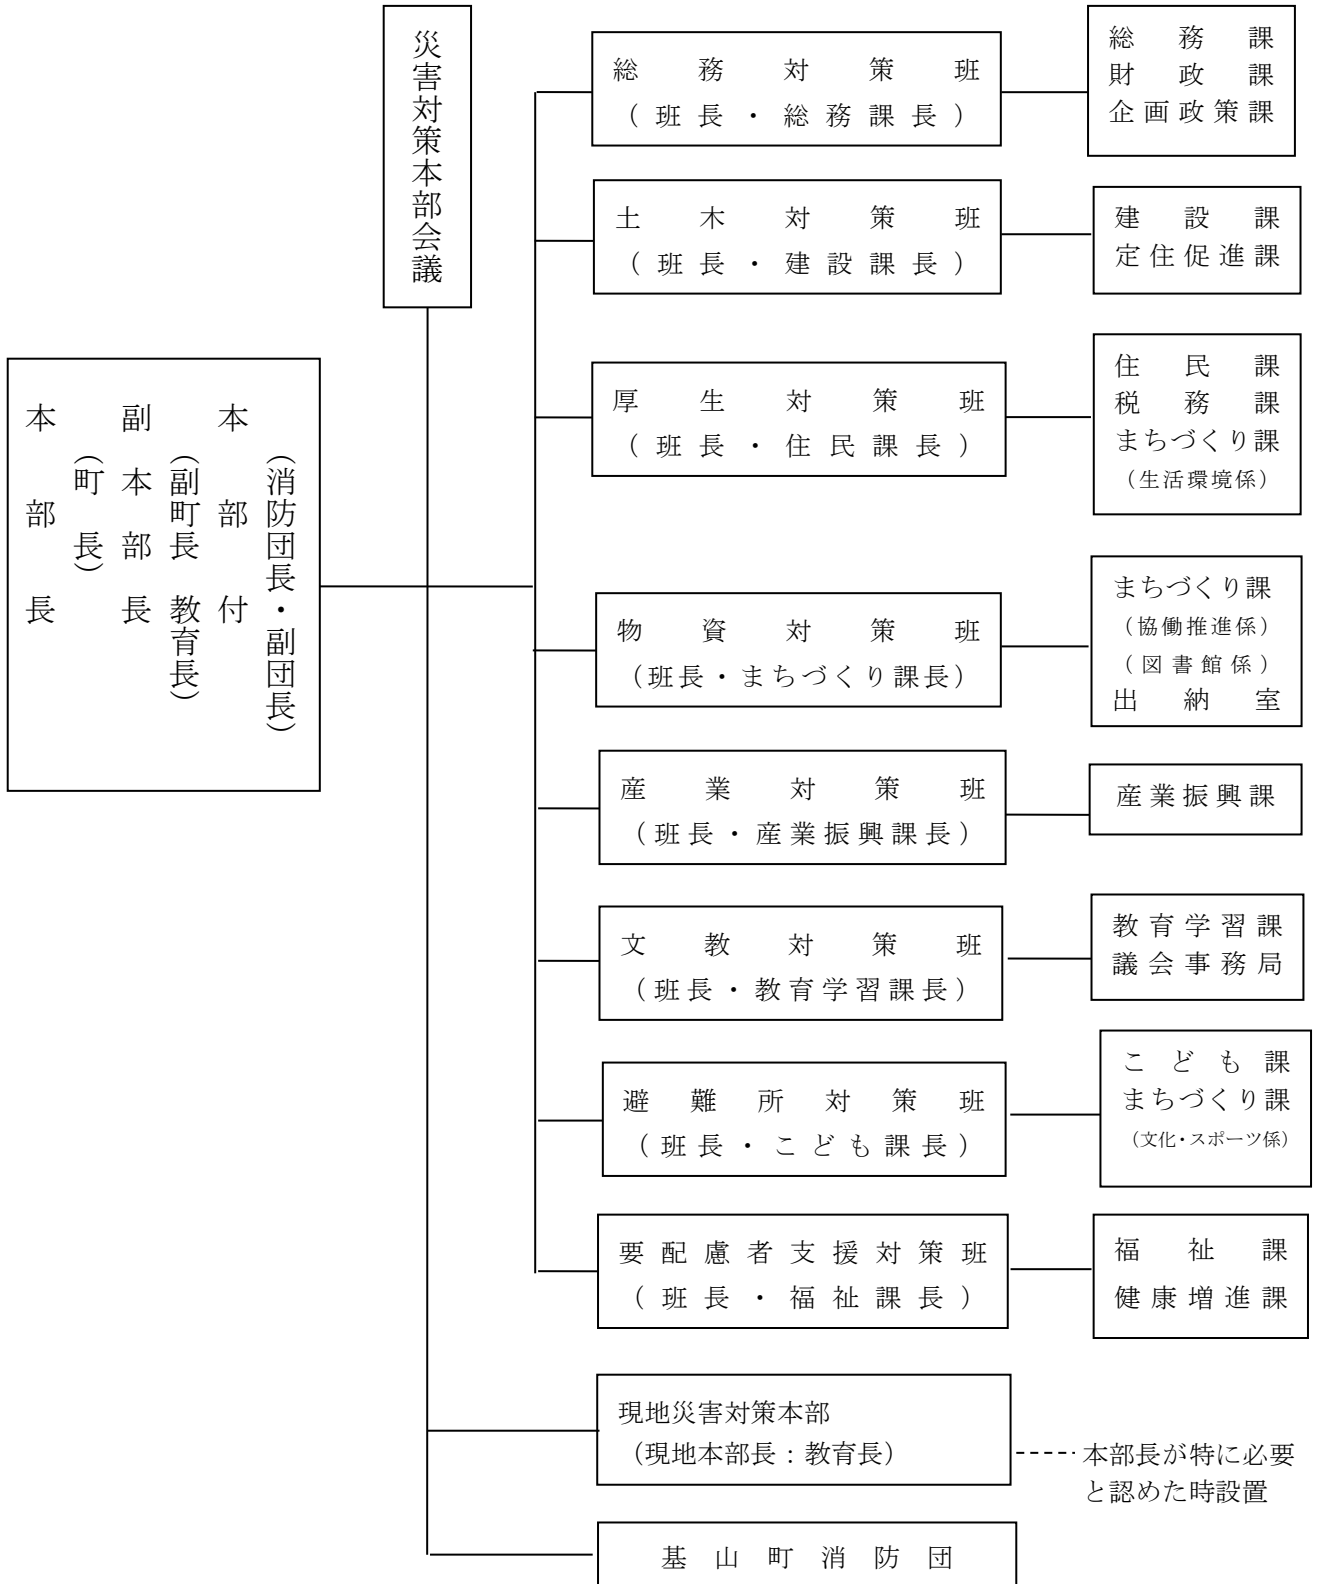 災害対策本部会議
本部長
（町長）
副本部長
（副町長 教育長）
本部付
（消防団長・副団長）
総務対策班
（班長・総務課長）
総務課
財政課
企画政策課
土木対策班
（班長・建設課長）
建設課
定住促進課
厚生対策班
（班長・住民課長）
住民課
税務課
まちづくり課
（生活環境係）
物資対策班
（班長・まちづくり課長）
まちづくり課
（協働推進係）
（図書館係）
出納室
産業対策班
（班長・産業振興課長）
産業振興課
文教対策班
（班長・教育学習課長）
教育学習課
議会事務局
避難所対策班
（班長・こども課長）
こども課
まちづくり課
（文化・スポーツ係）
要配慮者支援対策班
（班長・福祉課長）
福祉課
健康増進課
現地災害対策本部
（現地本部長：教育長）
本部長が特に必要
と認めた時設置
基山町消防団